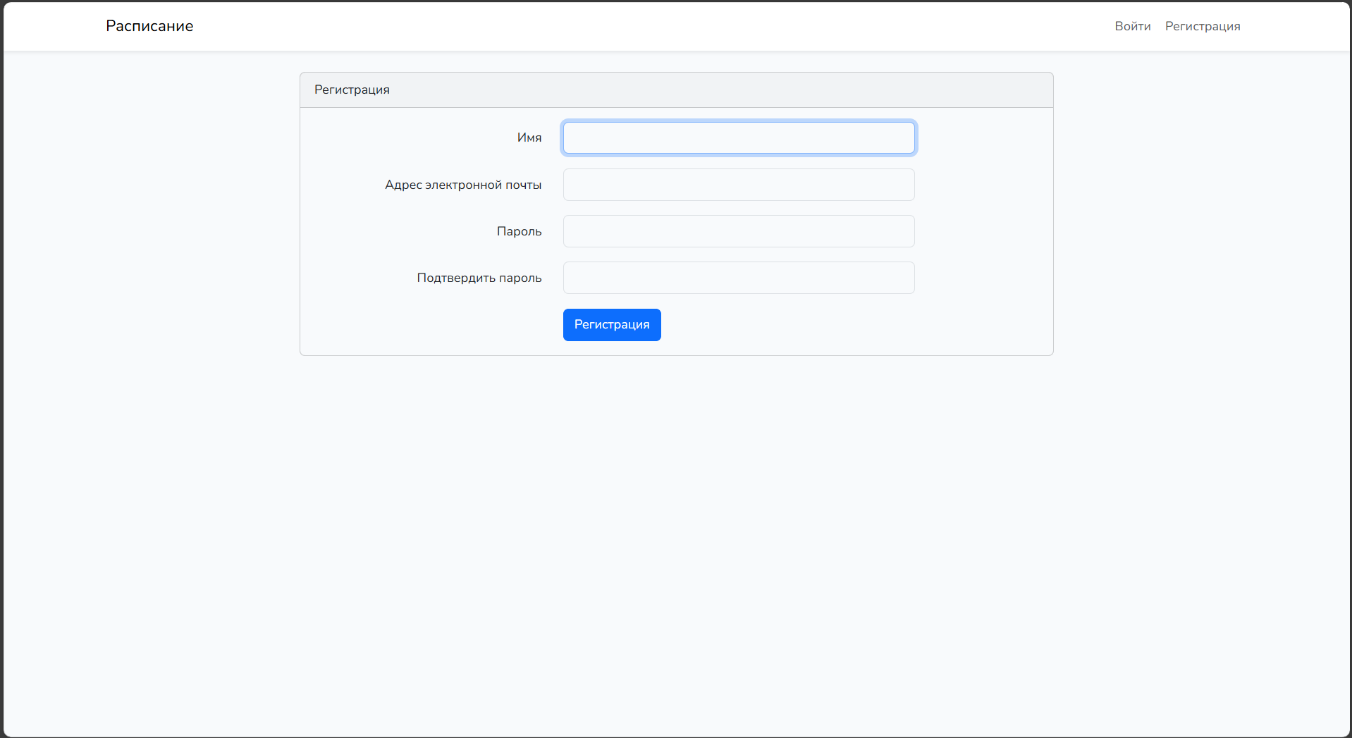 Расписание
Войти Регистрация
Регистрация
Имя
Адрес электронной почты
Пароль
Подтвердить пароль
Регистрация